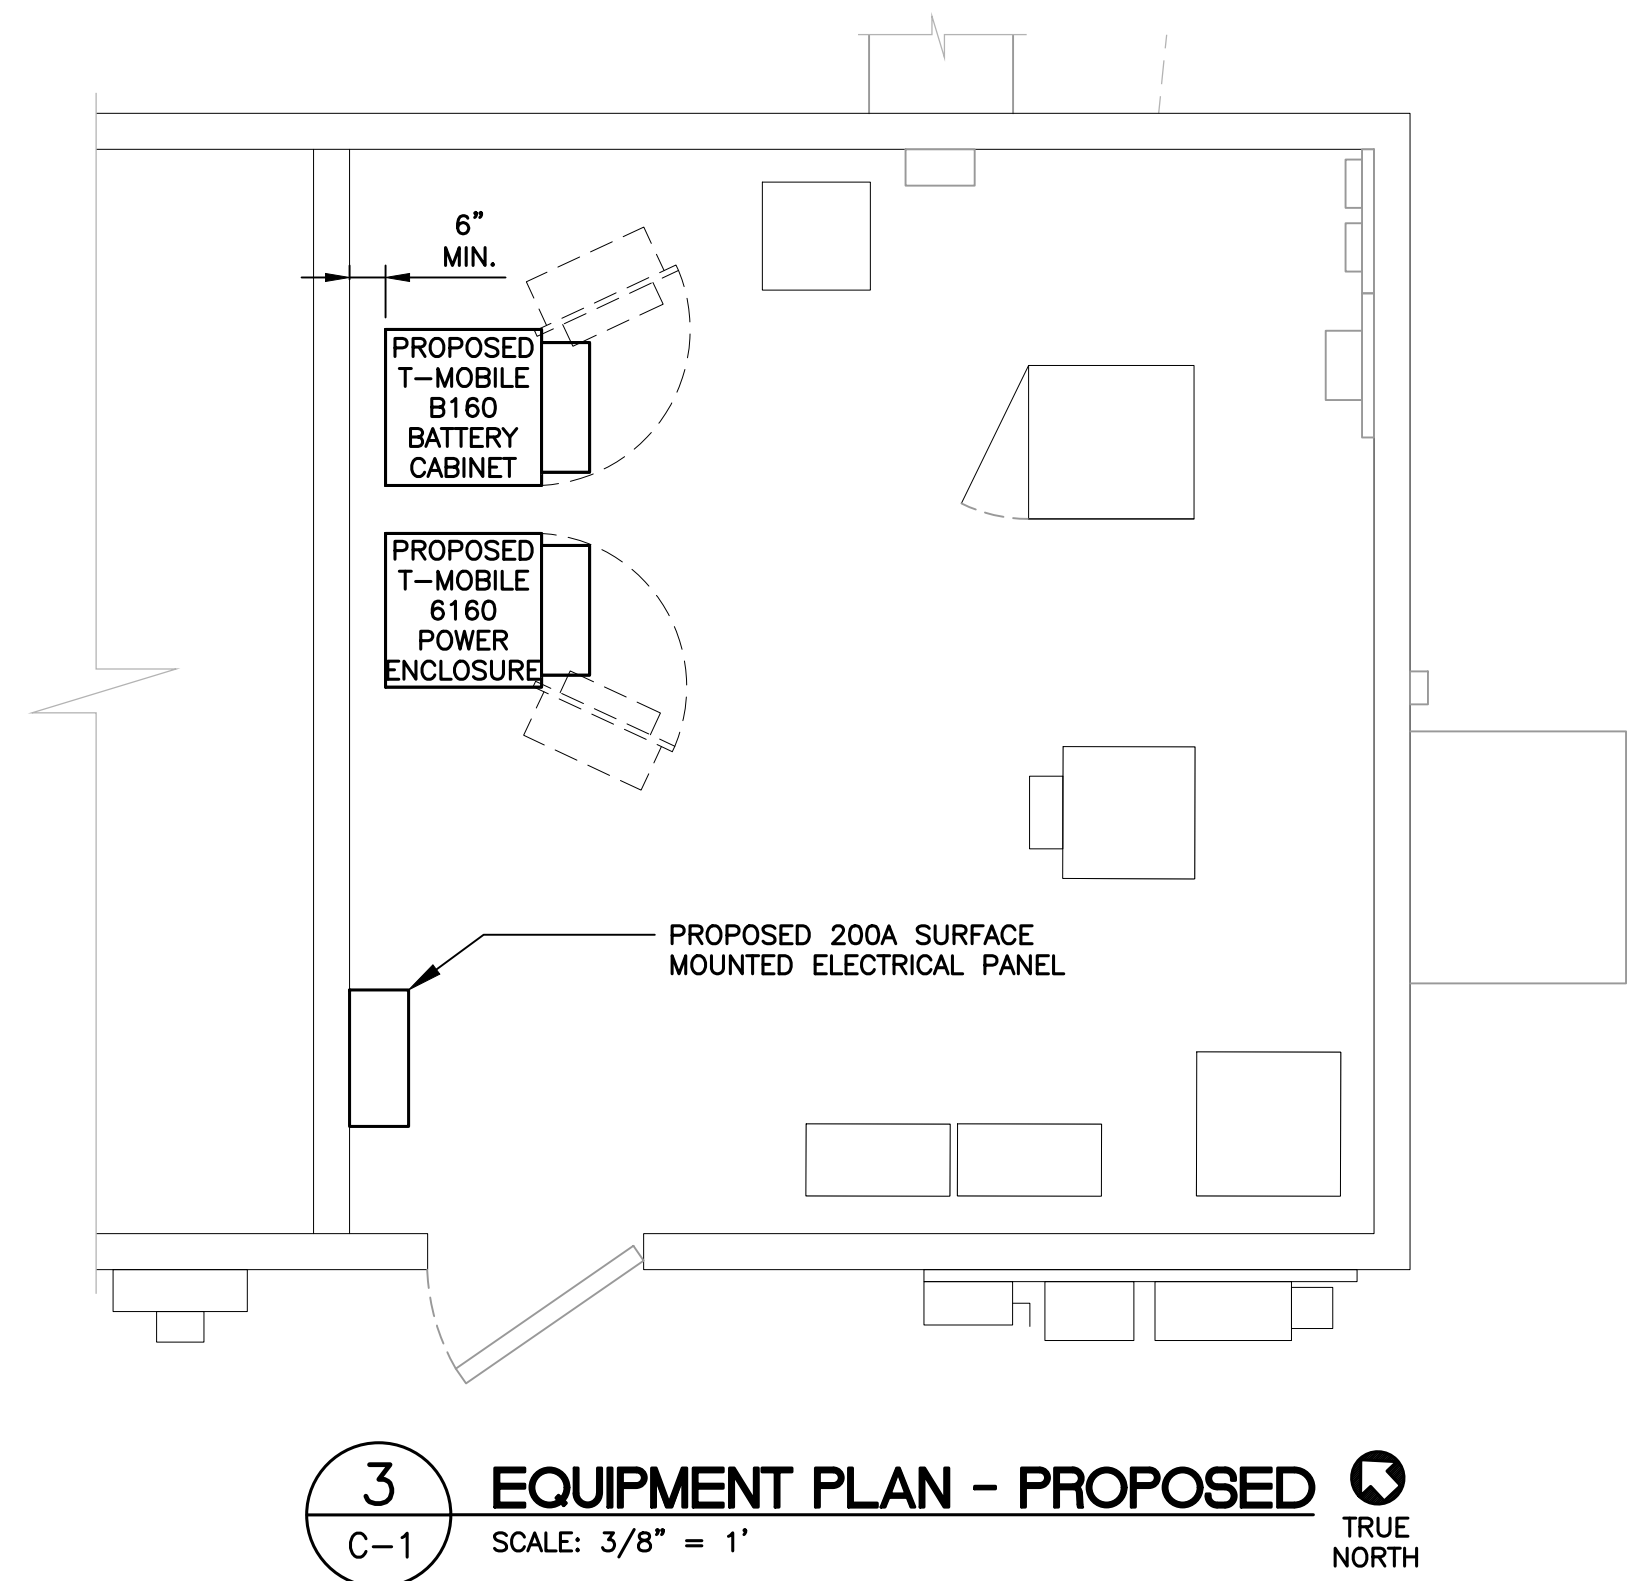 6"
MIN.
PROPOSED
T-MOBILE
B160
BATTERY
CABINET
PROPOSED
T-MOBILE
6160
POWER
ENCLOSURE
PROPOSED 200A SURFACE
MOUNTED ELECTRICAL PANEL
3
C-1
EQUIPMENT PLAN - PROPOSED
SCALE: 3/8" = 1'
TRUE
NORTH